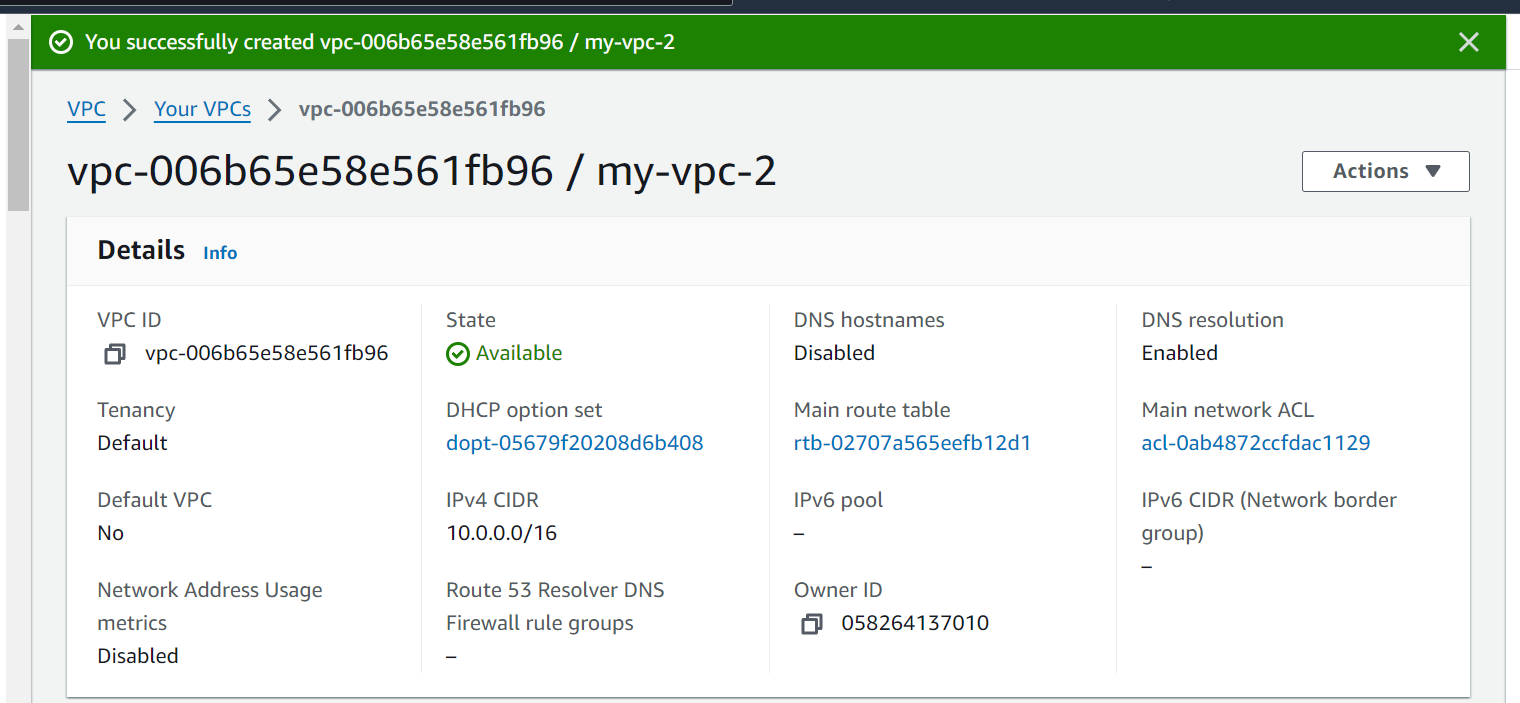 You successfully created vpc-006b65e58e561fb96 / my-vpc-2
VPC
Your VPCs
vpc-006b65e58e561fb96
vpc-006b65e58e561fb96 / my-vpc-2
Actions
Details
Info
VPC ID
vpc-006b65e58e561fb96
State
Available
DNS hostnames
Disabled
DNS resolution
Enabled
Tenancy
Default
DHCP option set
dopt-05679f20208d6b408
Main route table
rtb-02707a565eefb12d1
Main network ACL
acl-0ab4872ccfdac1129
Default VPC
No
IPv4 CIDR
10.0.0.0/16
IPv6 pool
–
IPv6 CIDR (Network border
group)
–
Network Address Usage
metrics
Disabled
Route 53 Resolver DNS
Firewall rule groups
–
Owner ID
058264137010